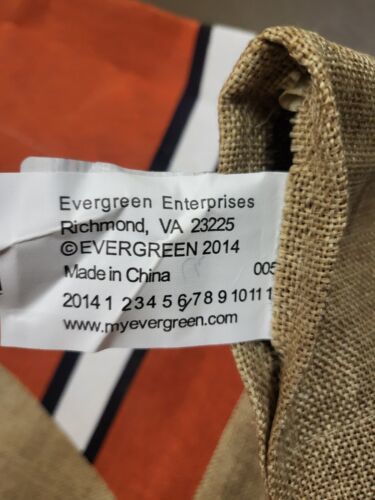 Evergreen Enterprises
Richmond, VA 23225
©EVERGREEN 2014
Made in China 005
2014 1 2 3 4 5 6 7 8 9 10 11 1
www.myevergreen.com